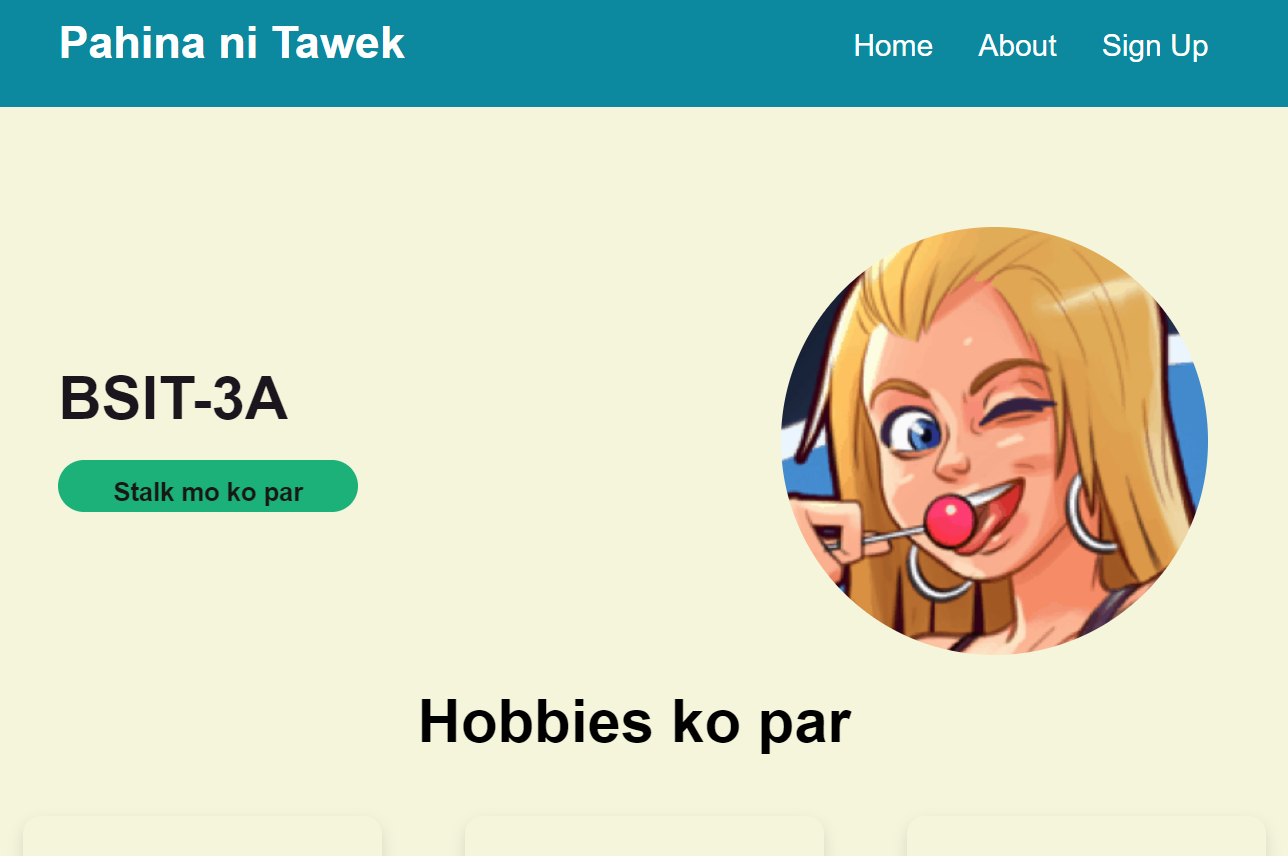 Pahina ni Tawek
Home About Sign Up
BSIT-3A
Stalk mo ko par
Hobbies ko par